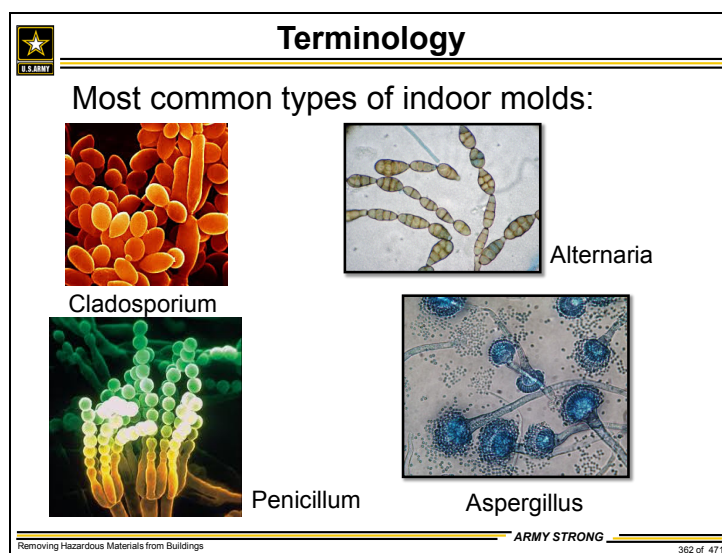 Terminology
U.S.ARMY
Most common types of indoor molds:
Alternaria
Cladosporium
Penicillum
Aspergillus
ARMY STRONG
Removing Hazardous Materials from Buildings
362 of 471